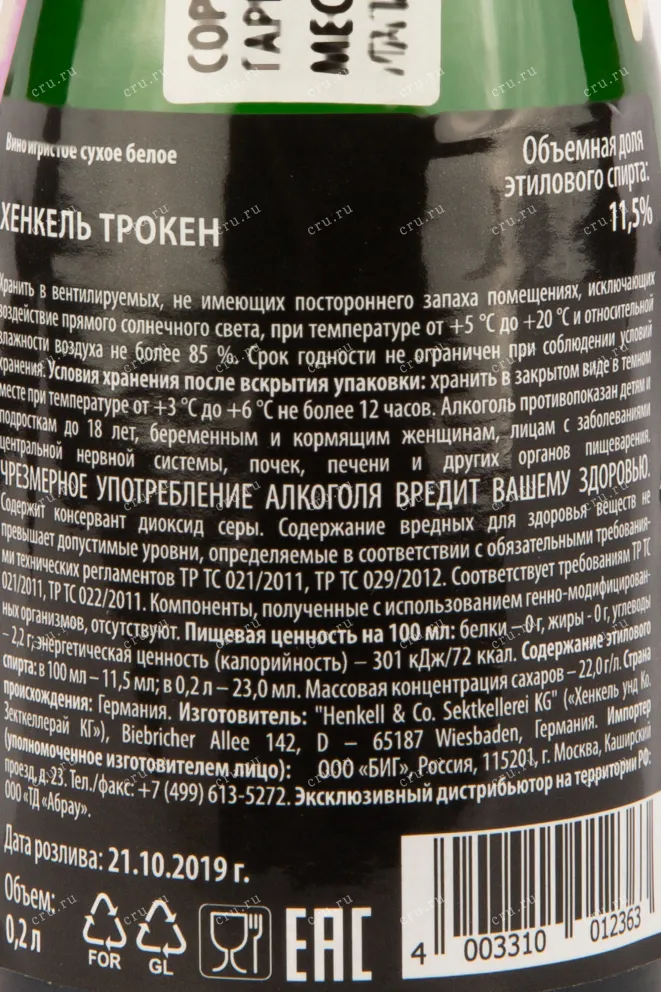 СОР
ГАРГ
МЕС
Вино игристое сухое белое
Объемная доля
этилового спирта:
11,5%
ХЕНКЕЛЬ ТРОКЕН
Хранить в вентилируемых, не имеющих постороннего запаха помещениях, исключающих
воздействие прямого солнечного света, при температуре от +5 °С до +20 °С и относительной
влажности воздуха не более 85 %. Срок годности не ограничен при соблюдении условий
хранения. Условия хранения после вскрытия упаковки: хранить в закрытом виде в темном
месте при температуре от +3 °С до +6 °С не более 12 часов. Алкоголь противопоказан детям и
подросткам до 18 лет, беременным и кормящим женщинам, лицам с заболеваниями
центральной нервной системы, почек, печени и других органов пищеварения.
ЧРЕЗМЕРНОЕ УПОТРЕБЛЕНИЕ АЛКОГОЛЯ ВРЕДИТ ВАШЕМУ ЗДОРОВЬЮ.
Содержит консервант диоксид серы. Содержание вредных для здоровья веществ не
превышает допустимые уровни, определяемые в соответствии с обязательными требования-
ми технических регламентов ТР ТС 021/2011, ТР ТС 029/2012. Соответствует требованиям ТР ТС
021/2011, ТР ТС 022/2011. Компоненты, полученные с использованием генно-модифицирован-
ных организмов, отсутствуют. Пищевая ценность на 100 мл: белки – 0 г, жиры - 0 г, углеводы
– 2,2 г; энергетическая ценность (калорийность) – 301 кДж/72 ккал. Содержание этилового
спирта: в 100 мл – 11,5 мл; в 0,2 л – 23,0 мл. Массовая концентрация сахаров – 22,0 г/л. Страна
происхождения: Германия. Изготовитель: "Henkell & Co. Sektkellerei KG" («Хенкель унд Ко.
Зекткеллерай КГ»), Biebricher Allee 142, D – 65187 Wiesbaden, Германия. Импортер
(уполномоченное изготовителем лицо): ООО «БИГ», Россия, 115201, г. Москва, Каширский
проезд, д. 23. Тел./факс: +7 (499) 613-5272. Эксклюзивный дистрибьютор на территории РФ:
ООО «ТД «Абрау».
Дата розлива: 21.10.2019 г.
Объем:
0,2 л
FOR
GL
EAC
4 003310 012363
cru.ru